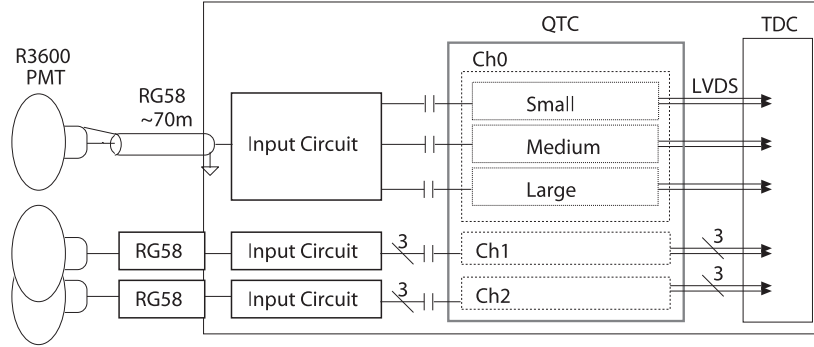 QTC
TDC
R3600
PMT
Ch0
RG58
~70m
LVDS
Small
Input Circuit
Medium
Large
3
3
RG58
Input Circuit
Ch1
3
RG58
Input Circuit
3
Ch2